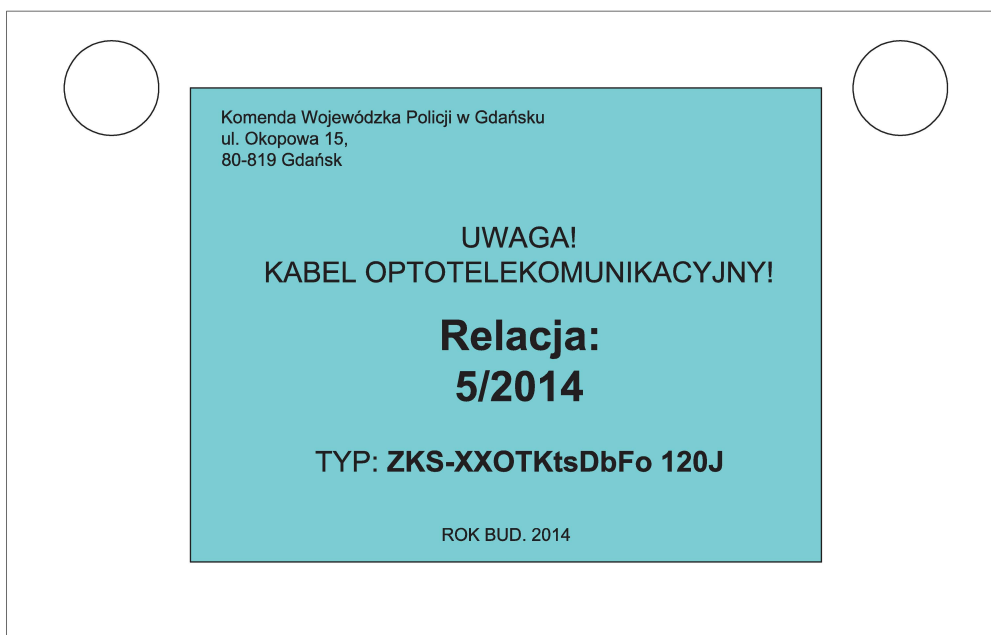 Komenda Wojewódzka Policji w Gdańsku
ul. Okopowa 15,
80-819 Gdańsk
UWAGA!
KABEL OPTOTELEKOMUNIKACYJNY!
Relacja:
5/2014
TYP: ZKS-XXOTKtsDbFo 120J
ROK BUD. 2014